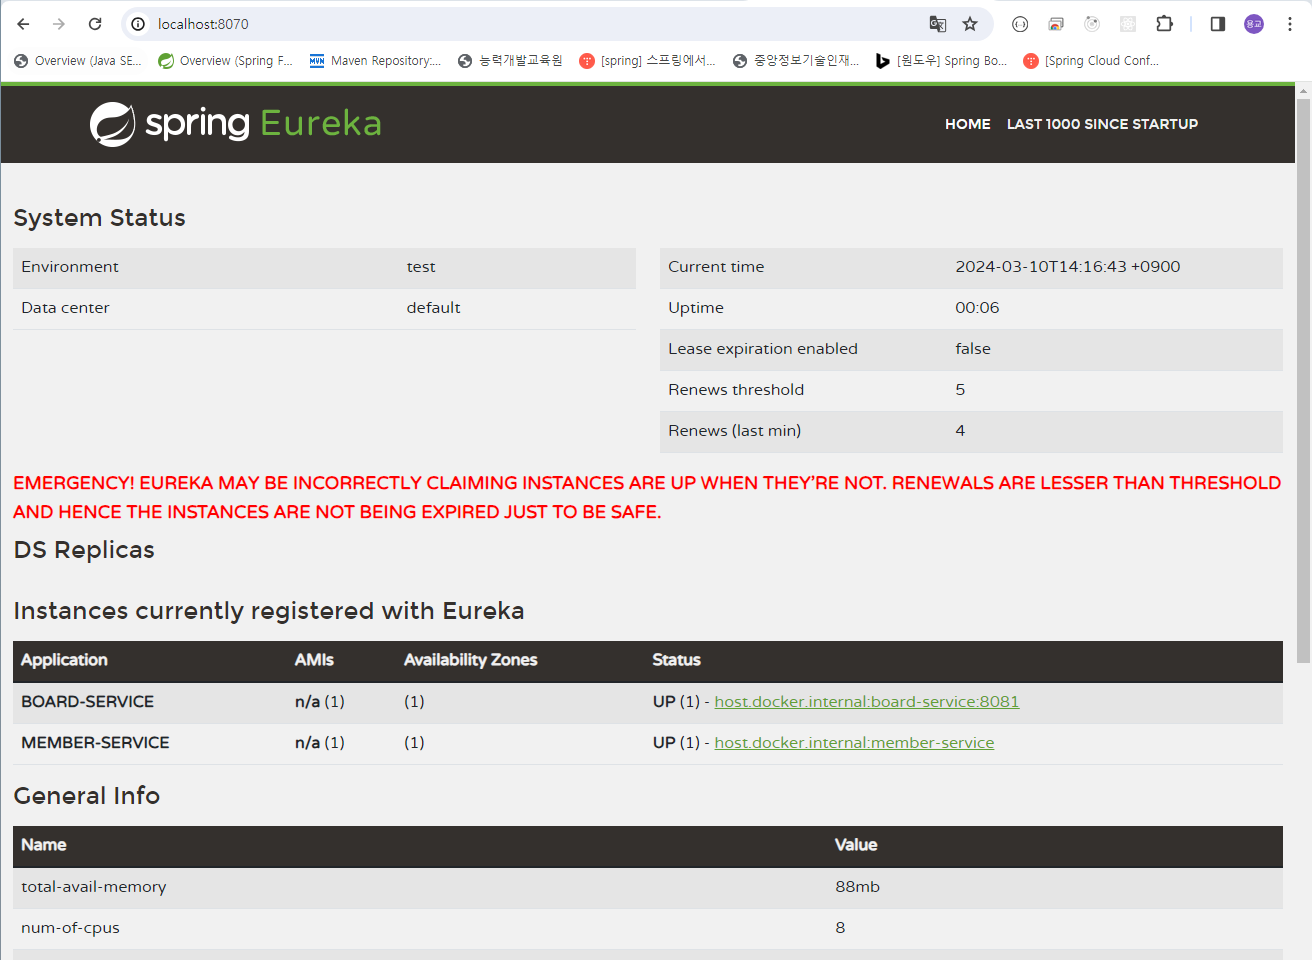 localhost:8070
Overview (Java SE... Overview (Spring F... Maven Repository:... 능력개발교육원 [spring] 스프링에서... 중앙정보기술인재... [원도우] Spring Bo... [Spring Cloud Conf...
spring Eureka HOME LAST 1000 SINCE STARTUP
System Status
Environment test Current time 2024-03-10T14:16:43 +0900
Data center default Uptime 00:06
Lease expiration enabled false
Renews threshold 5
Renews (last min) 4
EMERGENCY! EUREKA MAY BE INCORRECTLY CLAIMING INSTANCES ARE UP WHEN THEY'RE NOT. RENEWALS ARE LESSER THAN THRESHOLD
AND HENCE THE INSTANCES ARE NOT BEING EXPIRED JUST TO BE SAFE.
DS Replicas
Instances currently registered with Eureka
Application AMIs Availability Zones Status
BOARD-SERVICE n/a (1) (1) UP (1) - host.docker.internal:board-service:8081
MEMBER-SERVICE n/a (1) (1) UP (1) - host.docker.internal:member-service
General Info
Name Value
total-avail-memory 88mb
num-of-cpus 8